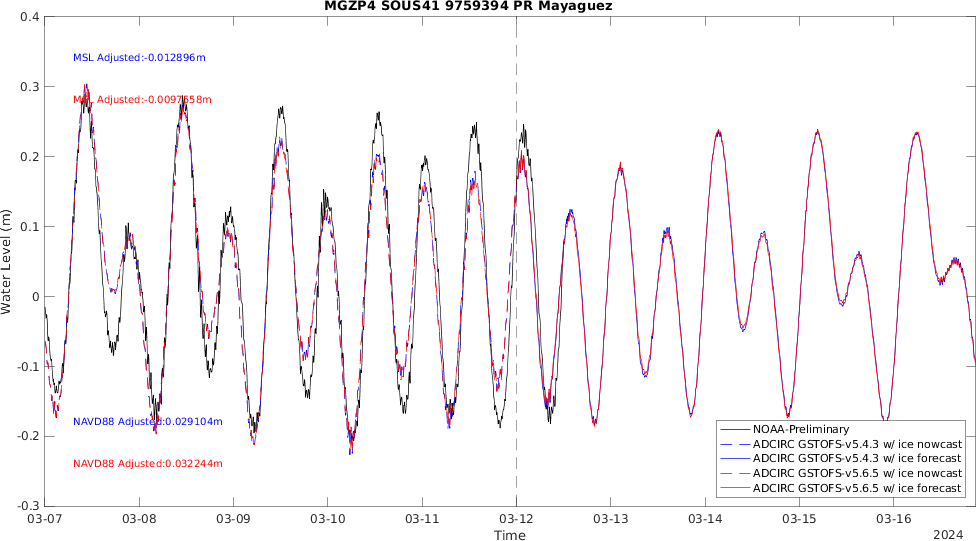 MGZP4 SOUS41 9759394 PR Mayaguez
0.4
MSL Adjusted:-0.012896m
0.3
0.2
0.1
Water Level (m)
0
-0.1
NAVD88 Adjusted:0.029104m
-0.2
NAVD88 Adjusted:0.032244m
-0.3
NOAA-Preliminary
ADCIRC GSTOFS-v5.4.3 w/ ice nowcast
ADCIRC GSTOFS-v5.4.3 w/ ice forecast
ADCIRC GSTOFS-v5.6.5 w/ ice nowcast
ADCIRC GSTOFS-v5.6.5 w/ ice forecast
03-07 03-08 03-09 03-10 03-11 03-12 03-13 03-14 03-15 03-16
Time
2024